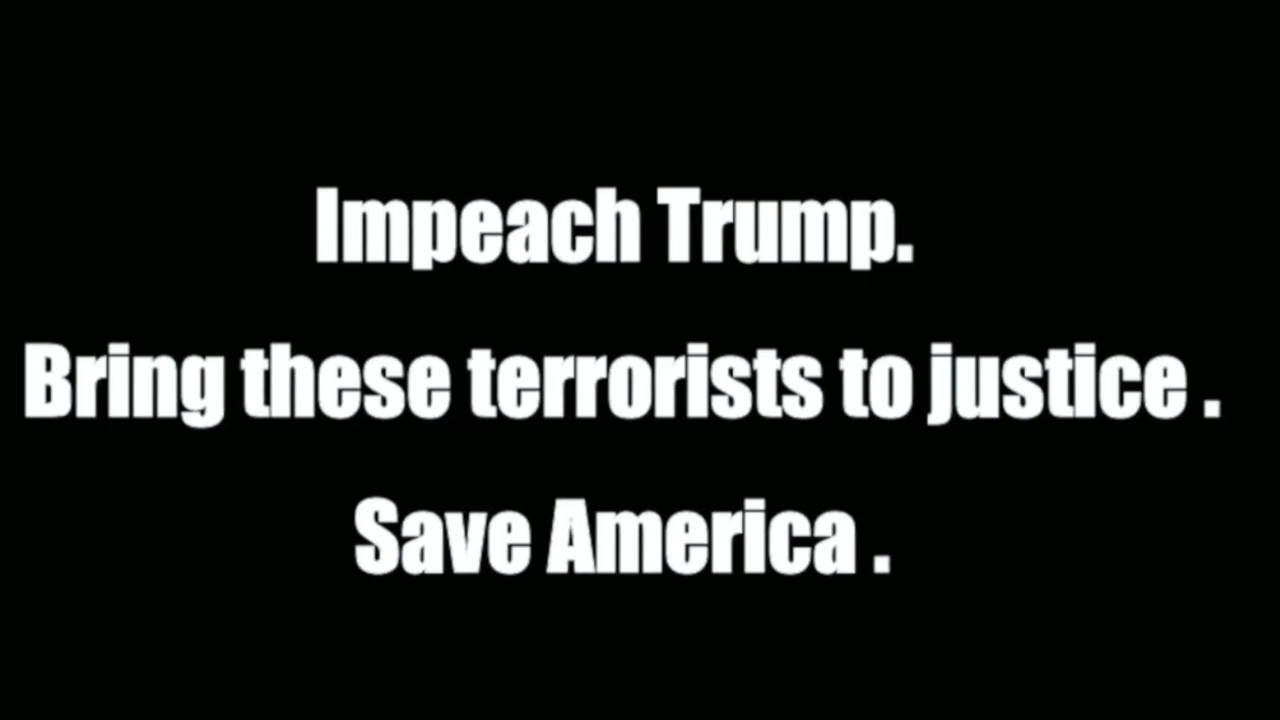 Impeach Trump.
Bring these terrorists to justice .
Save America .